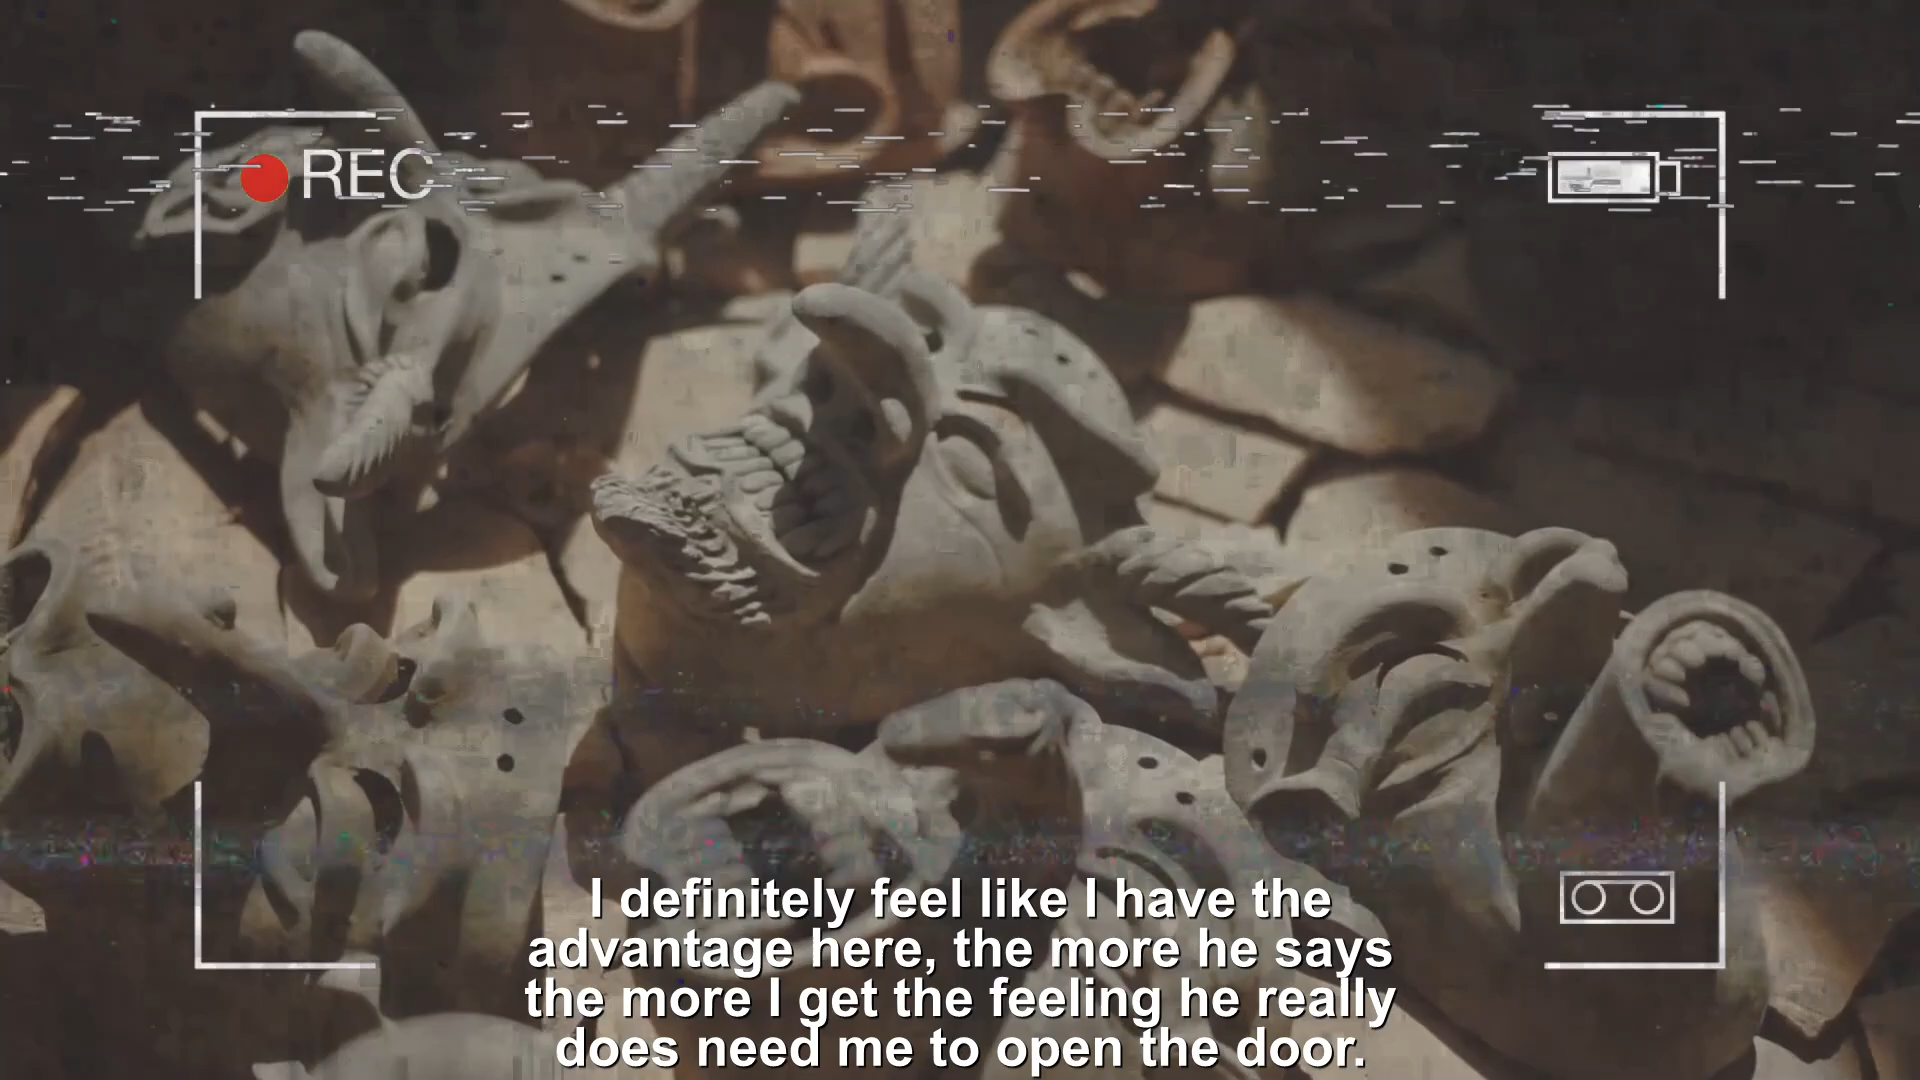 REC
I definitely feel like I have the
advantage here, the more he says
the more I get the feeling he really
does need me to open the door.